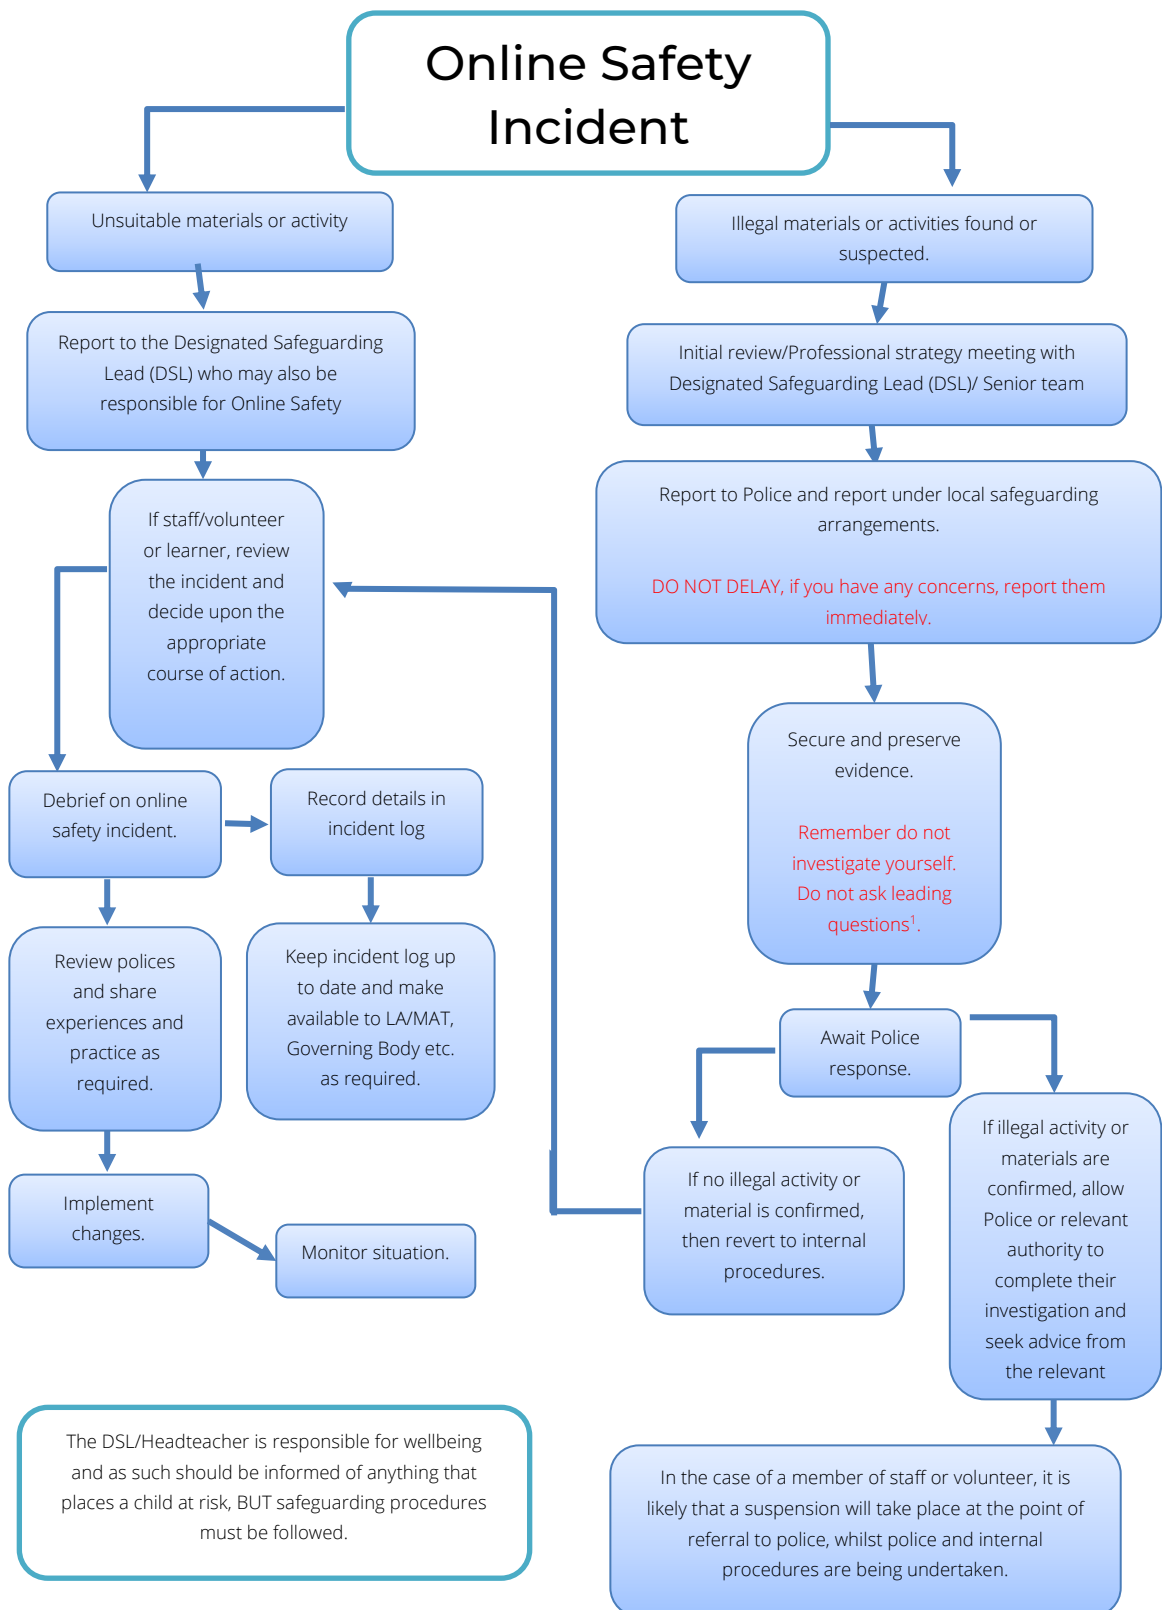 Online Safety
Incident
Unsuitable materials or activity
Report to the Designated Safeguarding
Lead (DSL) who may also be
responsible for Online Safety
If staff/volunteer
or learner, review
the incident and
decide upon the
appropriate
course of action.
Debrief on online
safety incident.
Record details in
incident log
Review polices
and share
experiences and
practice as
required.
Keep incident log up
to date and make
available to LA/MAT,
Governing Body etc.
as required.
Implement
changes.
Monitor situation.
Illegal materials or activities found or
suspected.
Initial review/Professional strategy meeting with
Designated Safeguarding Lead (DSL)/ Senior team
Report to Police and report under local safeguarding
arrangements.
DO NOT DELAY, if you have any concerns, report them
immediately.
Secure and preserve
evidence.
Remember do not
investigate yourself.
Do not ask leading
questions¹.
Await Police
response.
If no illegal activity or
material is confirmed,
then revert to internal
procedures.
If illegal activity or
materials are
confirmed, allow
Police or relevant
authority to
complete their
investigation and
seek advice from
the relevant
In the case of a member of staff or volunteer, it is
likely that a suspension will take place at the point of
referral to police, whilst police and internal
procedures are being undertaken.
The DSL/Headteacher is responsible for wellbeing
and as such should be informed of anything that
places a child at risk, BUT safeguarding procedures
must be followed.